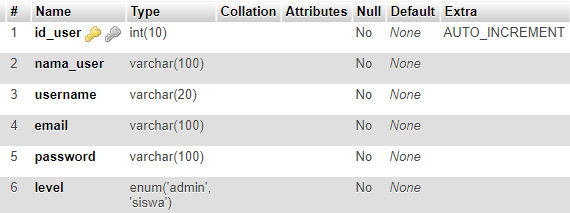 # Name Type Collation Attributes Null Default Extra
1 id_user int(10) No None AUTO_INCREMENT
2 nama_user varchar(100) No None
3 username varchar(20) No None
4 email varchar(100) No None
5 password varchar(100) No None
6 level enum('admin', No None
'siswa')